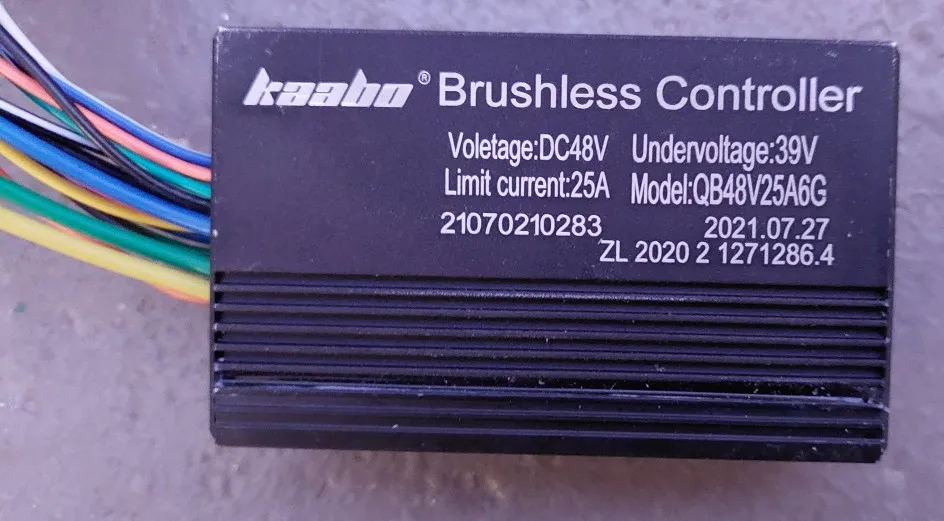 kaabo® Brushless Controller
Voletage:DC48V Undervoltage:39V
Limit current:25A Model:QB48V25A6G
21070210283 2021.07.27
ZL 2020 2 1271286.4